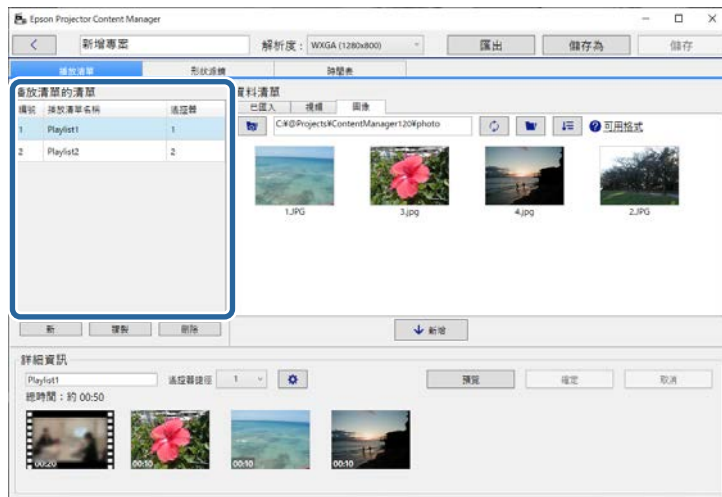 Epson Projector Content Manager
新增專案 解析度： WXGA (1280x800) 匯出 儲存為 儲存
播放清單 形狀濾鏡 時間表
播放清單的清單
編號 播放清單名稱 遙控器
1 Playlist1 1
2 Playlist2 2
資料清單
已匯入 視頻 圖像
C:¥@Projects¥ContentManager120¥photo 可用格式
1.JPG 3.jpg 4.jpg 2.JPG
新 複製 刪除 新增
詳細資訊
Playlist1 遙控器捷徑 1 預覽 確定 取消
總時間：約 00:50
00:20 00:10 00:10 00:10